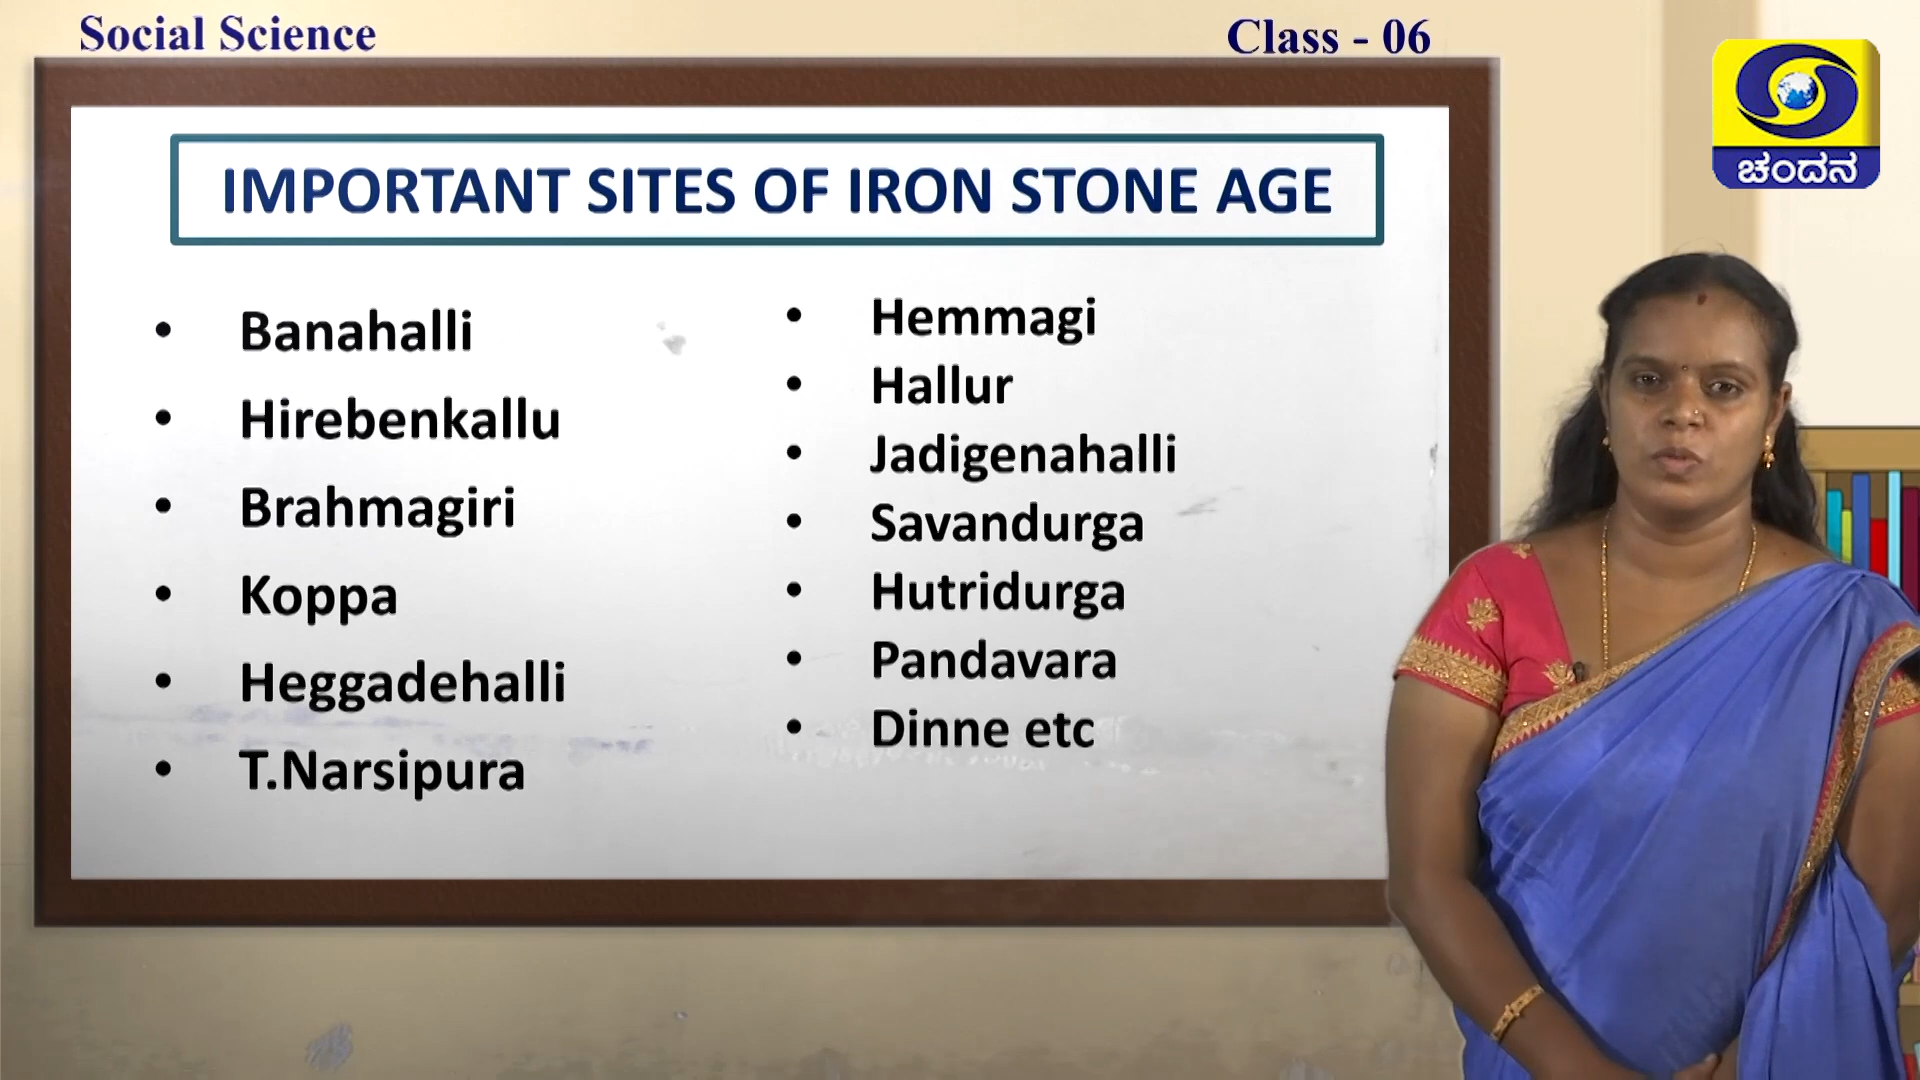 Social Science
Class - 06
ಚಂದನ
IMPORTANT SITES OF IRON STONE AGE
• Banahalli
• Hirebenkallu
• Brahmagiri
• Koppa
• Heggadehalli
• T.Narsipura
• Hemmagi
• Hallur
• Jadigenahalli
• Savandurga
• Hutridurga
• Pandavara
• Dinne etc